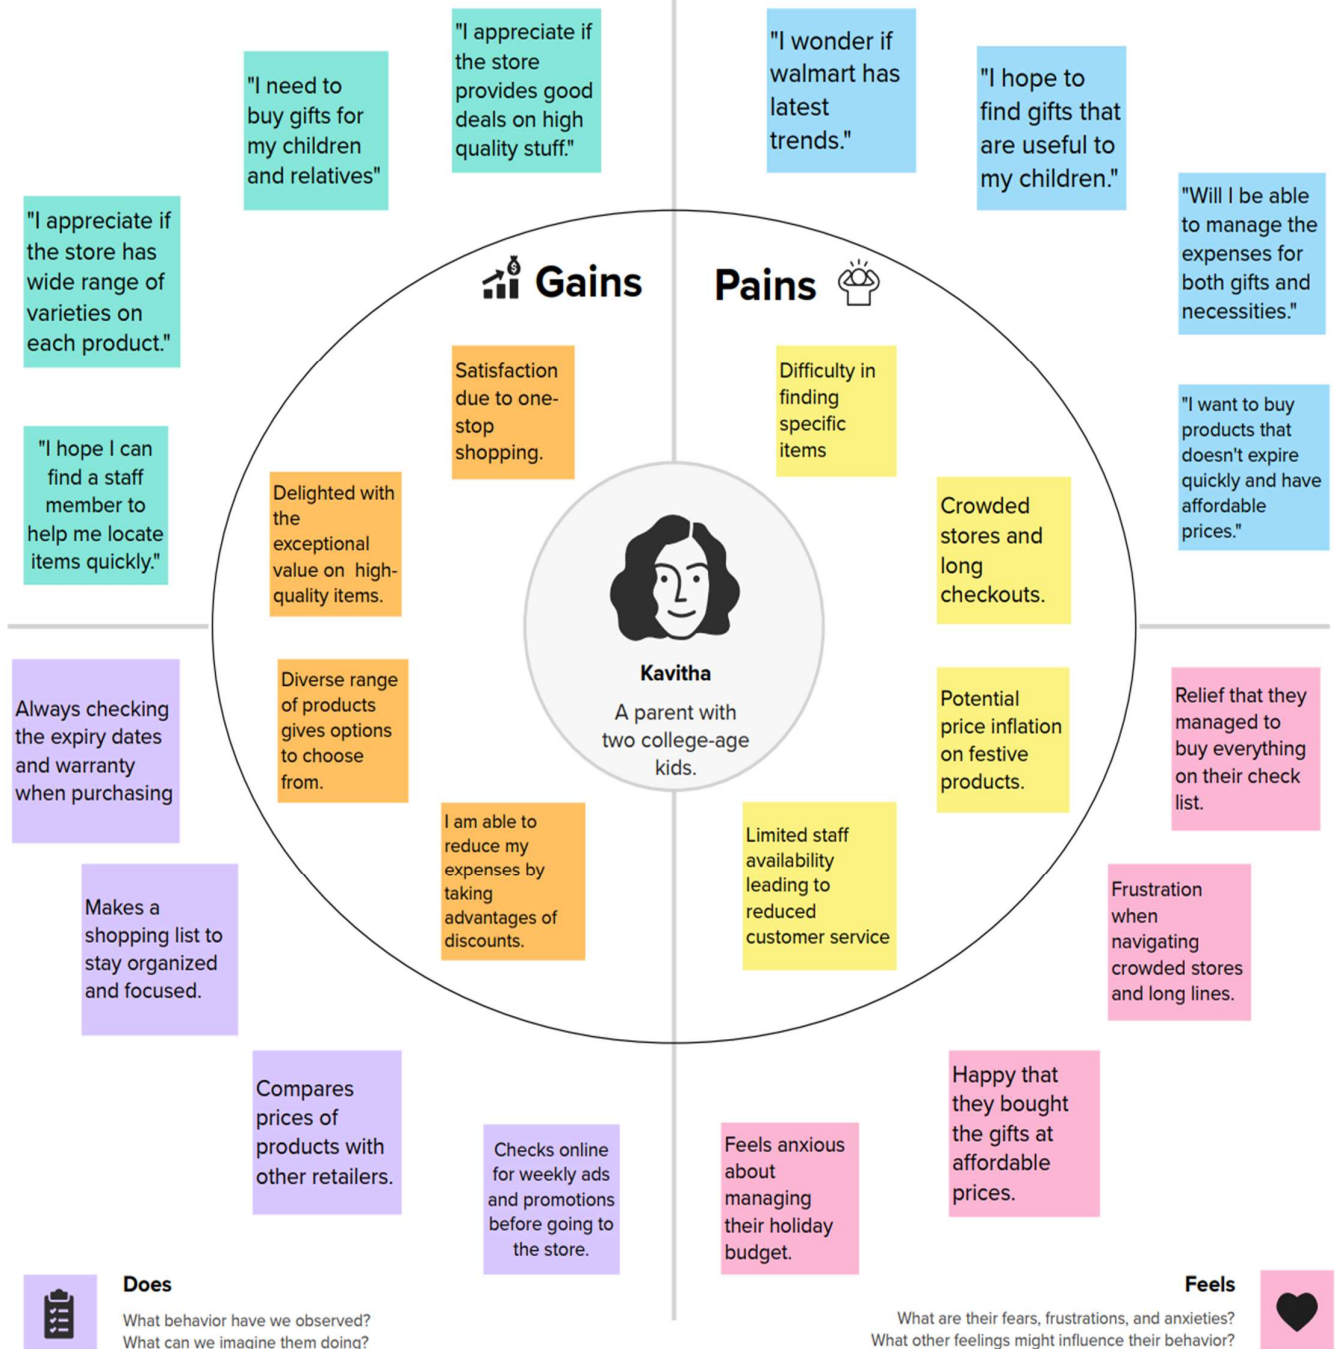 "I need to
buy gifts for
my children
and relatives"
"I appreciate if
the store
provides good
deals on high
quality stuff."
"I appreciate if
the store has
wide range of
varieties on
each product."
"I hope I can
find a staff
member to
help me locate
items quickly."
"I wonder if
walmart has
latest
trends."
"I hope to
find gifts that
are useful to
my children."
"Will I be able
to manage the
expenses for
both gifts and
necessities."
"I want to buy
products that
doesn't expire
quickly and have
affordable
prices."
Gains
Satisfaction
due to one-
stop
shopping.
Delighted with
the
exceptional
value on high-
quality items.
Diverse range
of products
gives options
to choose
from.
I am able to
reduce my
expenses by
taking
advantages of
discounts.
Pains
Difficulty in
finding
specific
items
Crowded
stores and
long
checkouts.
Potential
price inflation
on festive
products.
Limited staff
availability
leading to
reduced
customer service
Kavitha
A parent with
two college-age
kids.
Always checking
the expiry dates
and warranty
when purchasing
Makes a
shopping list to
stay organized
and focused.
Compares
prices of
products with
other retailers.
Checks online
for weekly ads
and promotions
before going to
the store.
Relief that they
managed to
buy everything
on their check
list.
Frustration
when
navigating
crowded stores
and long lines.
Happy that
they bought
the gifts at
affordable
prices.
Feels anxious
about
managing
their holiday
budget.
Does
What behavior have we observed?
What can we imagine them doing?
Feels
What are their fears, frustrations, and anxieties?
What other feelings might influence their behavior?